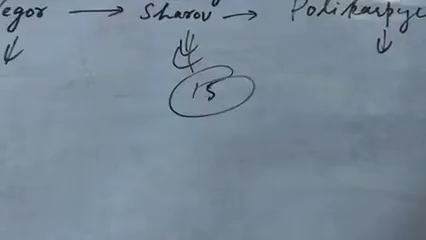 egor → Sharov → Polikarpyc
↓ ↓ ↓
15